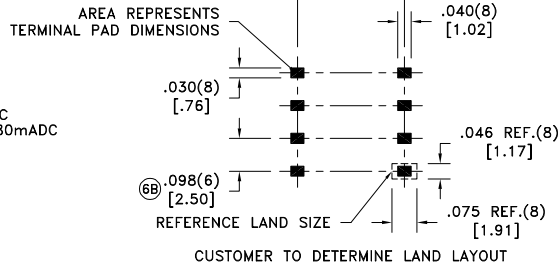 AREA REPRESENTS
TERMINAL PAD DIMENSIONS
.040(8)
[1.02]
.030(8)
[.76]
C
30mADC
.046 REF.(8)
[1.17]
6B .098(6)
[2.50]
REFERENCE LAND SIZE
.075 REF.(8)
[1.91]
CUSTOMER TO DETERMINE LAND LAYOUT